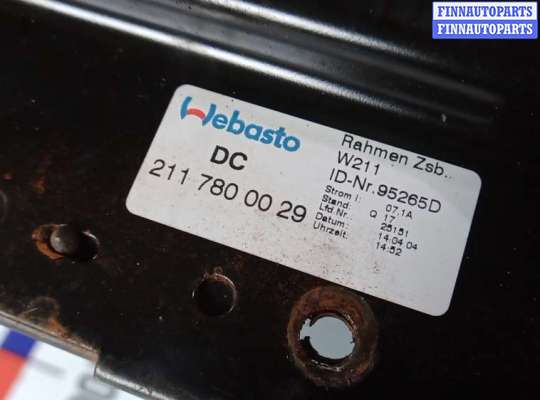 FINNAUTOPARTS
FINNAUTOPARTS
Webasto
DC
211 780 00 29
Rahmen Zsb..
W211
ID-Nr.95265D
Strom I: 07.1A
Stand: Q 17
Lfd Nr.: 25151
Datum: 14.04.04
Uhrzeit: 14:52